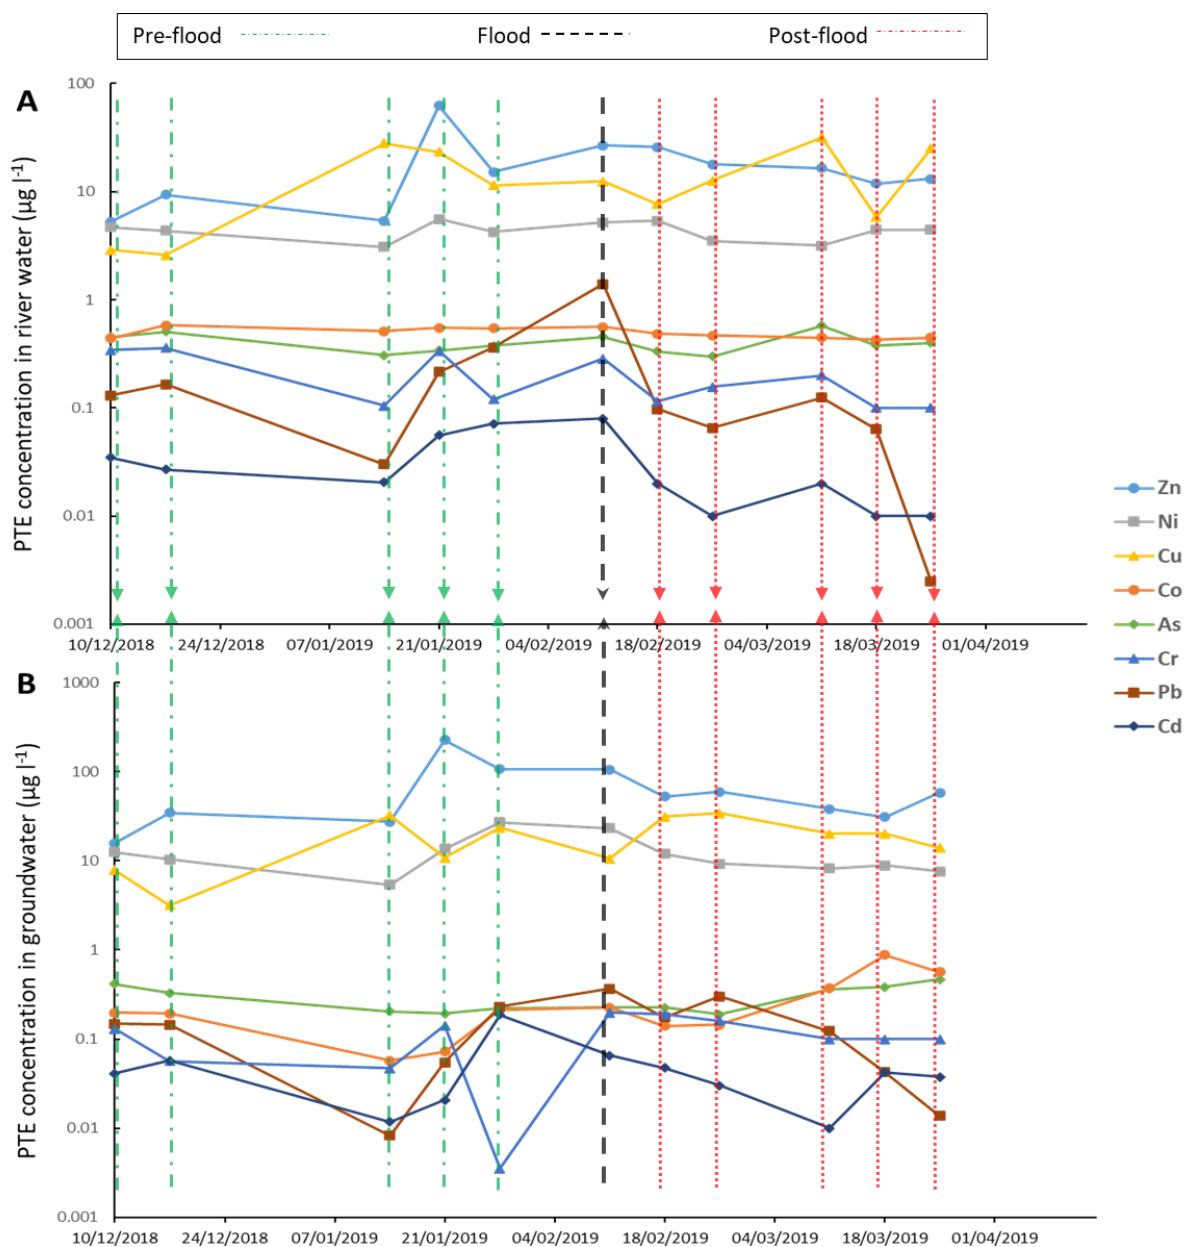 Pre-flood
Flood
Post-flood
A
PTE concentration in river water (µg l-1)
100
10
1
0.1
0.01
0.001
10/12/2018 24/12/2018 07/01/2019 21/01/2019 04/02/2019 18/02/2019 04/03/2019 18/03/2019 01/04/2019
B
PTE concentration in groundwater (µg l-1)
1000
100
10
1
0.1
0.01
0.001
10/12/2018 24/12/2018 07/01/2019 21/01/2019 04/02/2019 18/02/2019 04/03/2019 18/03/2019 01/04/2019
Zn
Ni
Cu
Co
As
Cr
Pb
Cd